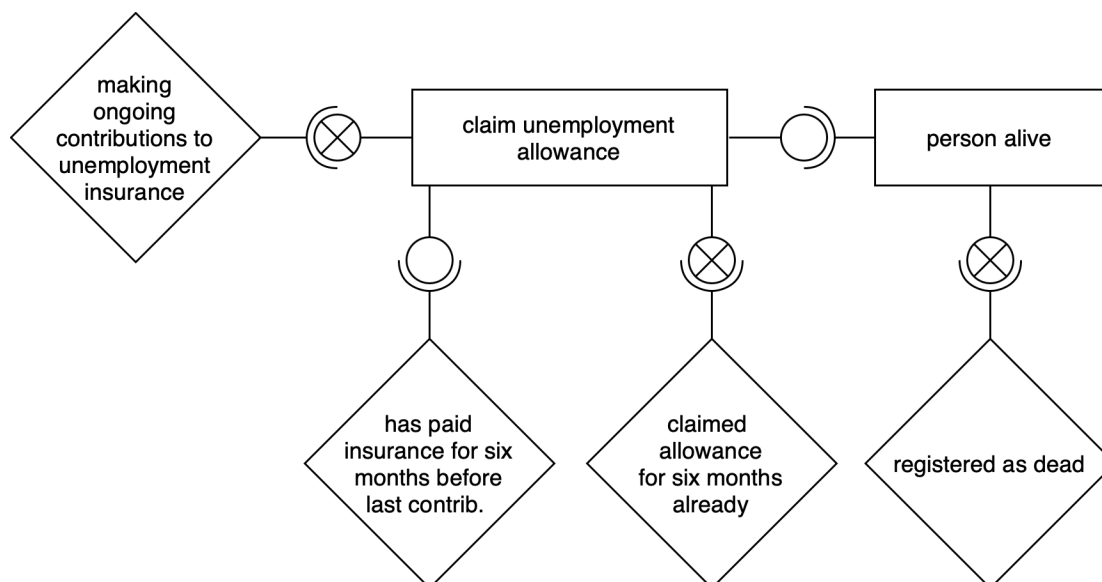 making
ongoing
contributions to
unemployment
insurance
claim unemployment
allowance
person alive
has paid
insurance for six
months before
last contrib.
claimed
allowance
for six months
already
registered as dead